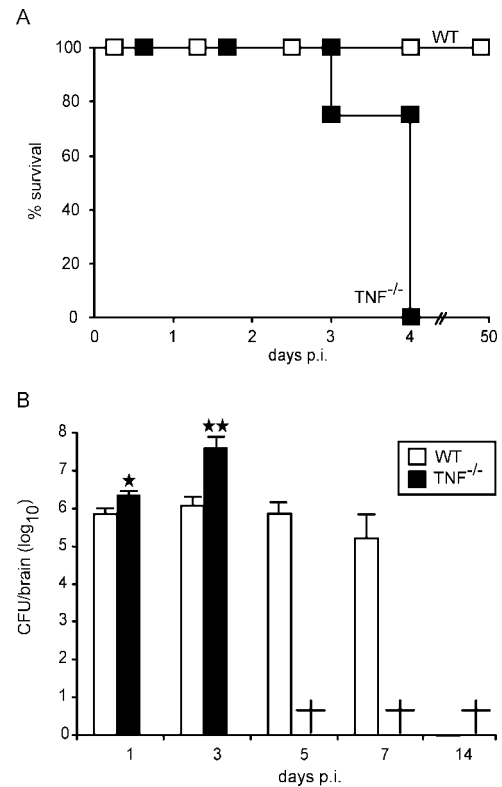 A
100
80
60
40
20
0
% survival
WT
TNF-/-
0 1 2 3 4 // 50
days p.i.
B
8
7
6
5
4
3
2
1
0
CFU/brain (log10)
★
★★
WT
TNF-/-
1 3 5 7 14
days p.i.